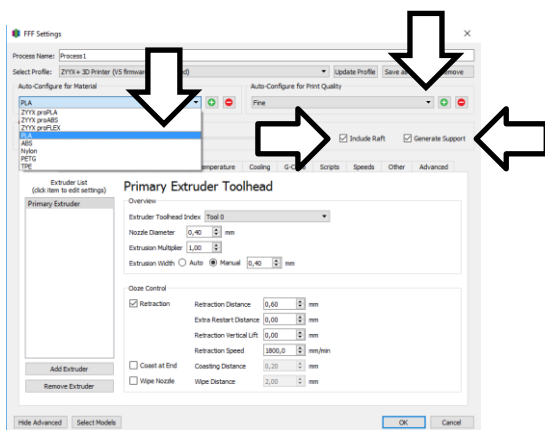 FFF Settings
Process Name: Process1
Select Profile: ZYYX+ 3D Printer (V5 firmw Update Profile Save as move
Auto-Configure for Material Auto-Configure for Print Quality
PLA Fine
ZYYX proPLA
ZYYX proABS
ZYYX proFLEX
PLA
ABS
Nylon
PETG
TPE
Include Raft Generate Support
Cooling Scripts Speeds Other Advanced
Extruder List
(click item to edit settings)
Primary Extruder
Add Extruder
Remove Extruder
Primary Extruder Toolhead
Overview
Extruder Toolhead Index Tool 0
Nozzle Diameter 0,40 mm
Extrusion Multiplier 1,00
Extrusion Width Auto Manual 0,40 mm
Ooze Control
Retraction Retraction Distance 0,60 mm
Extra Restart Distance 0,00 mm
Retraction Vertical Lift 0,00 mm
Retraction Speed 1800,0 mm/min
Coast at End Coasting Distance 0,20 mm
Wipe Nozzle Wipe Distance 2,00 mm
Hide Advanced Select Models OK Cancel